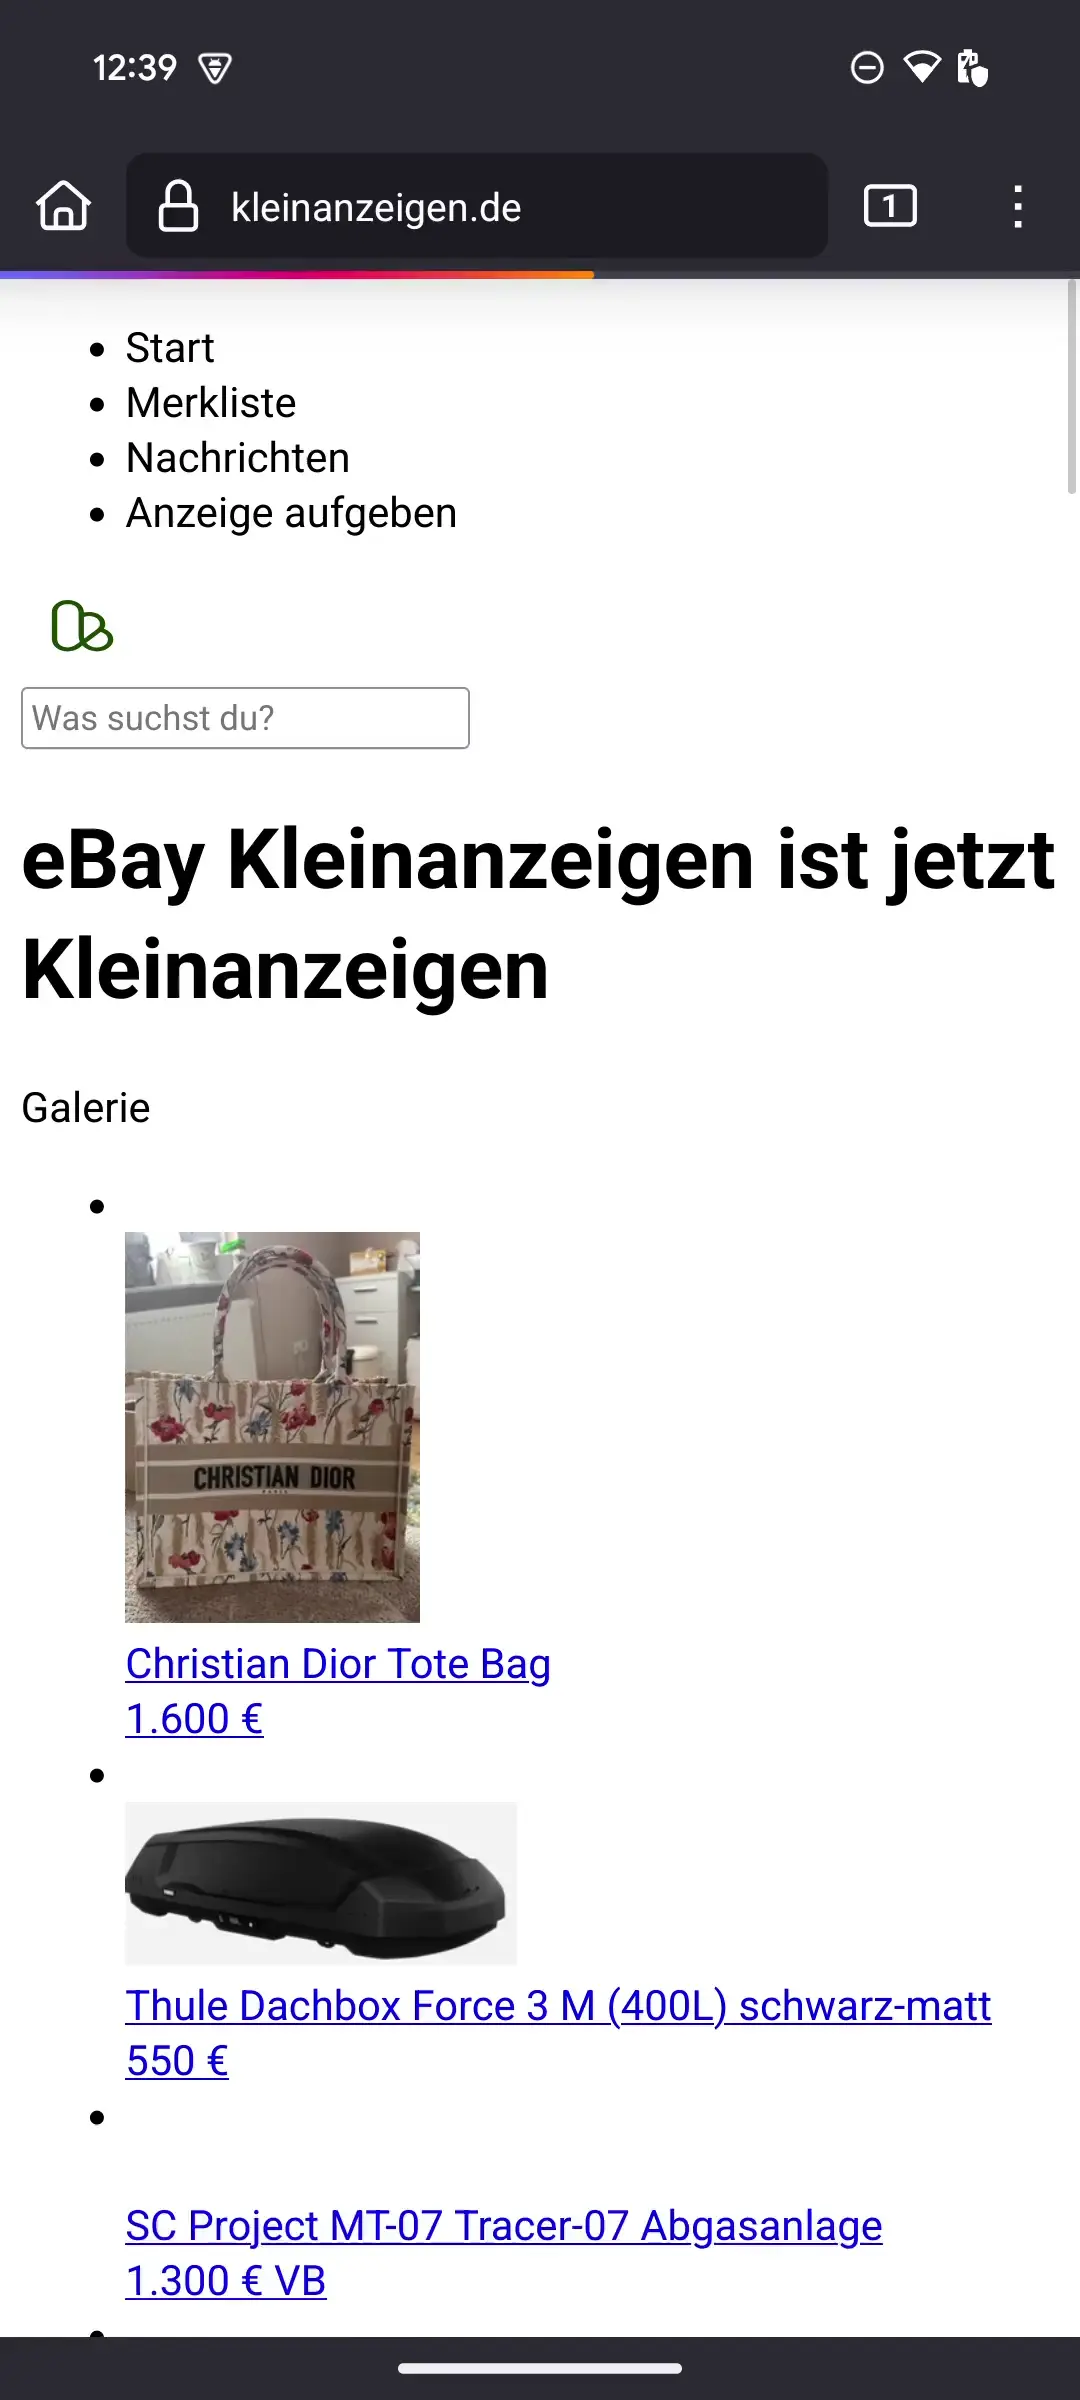 12:39
kleinanzeigen.de
1
Start
Merkliste
Nachrichten
Anzeige aufgeben
Was suchst du?
eBay Kleinanzeigen ist jetzt
Kleinanzeigen
Galerie
CHRISTIAN DIOR
PARIS
Christian Dior Tote Bag
1.600 €
Thule Dachbox Force 3 M (400L) schwarz-matt
550 €
SC Project MT-07 Tracer-07 Abgasanlage
1.300 € VB